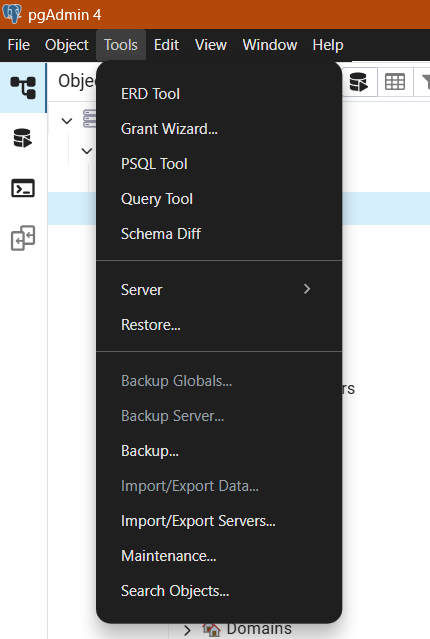 pgAdmin 4
File Object Tools Edit View Window Help
Obje
ERD Tool
Grant Wizard...
PSQL Tool
Query Tool
Schema Diff
Server
Restore...
Backup Globals...
Backup Server...
rs
Backup...
Import/Export Data...
Import/Export Servers...
Maintenance...
Search Objects...
Domains